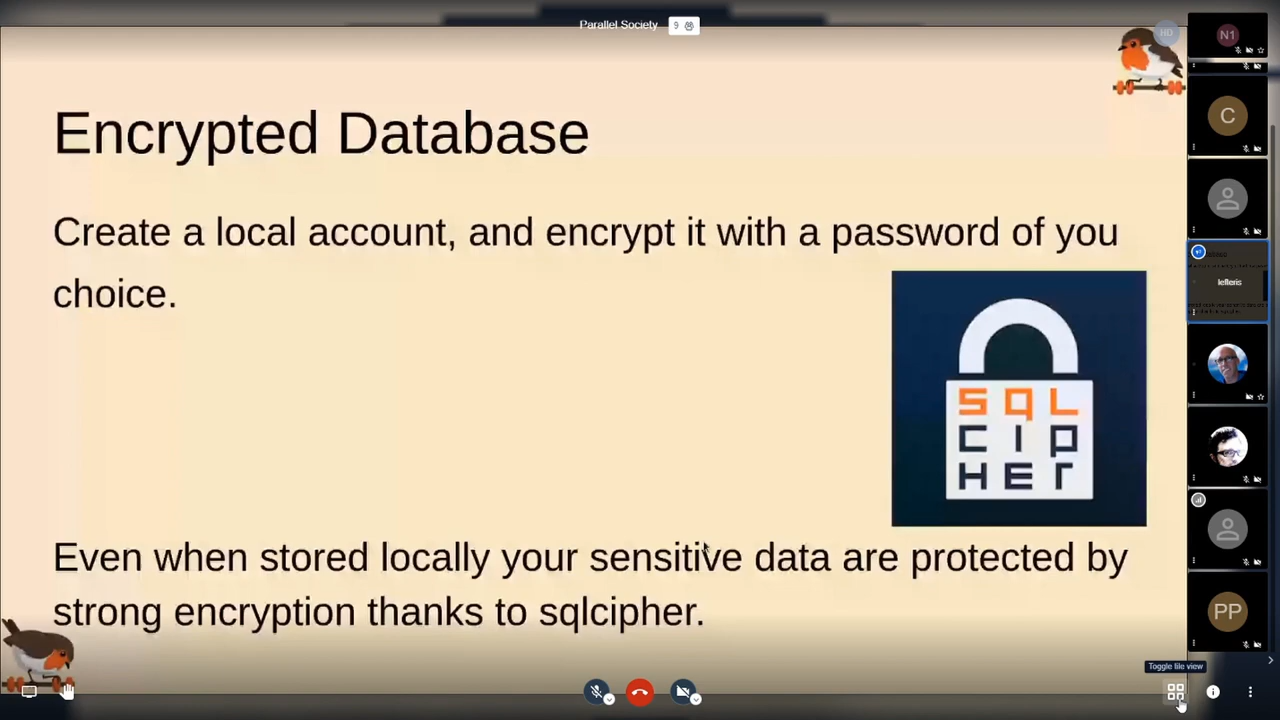 Parallel Society 9
HD
N1
Encrypted Database
Create a local account, and encrypt it with a password of you
choice.
SQL
CIP
HEr
Even when stored locally your sensitive data are protected by
strong encryption thanks to sqlcipher.
C
lefteris
PP
Toggle tile view